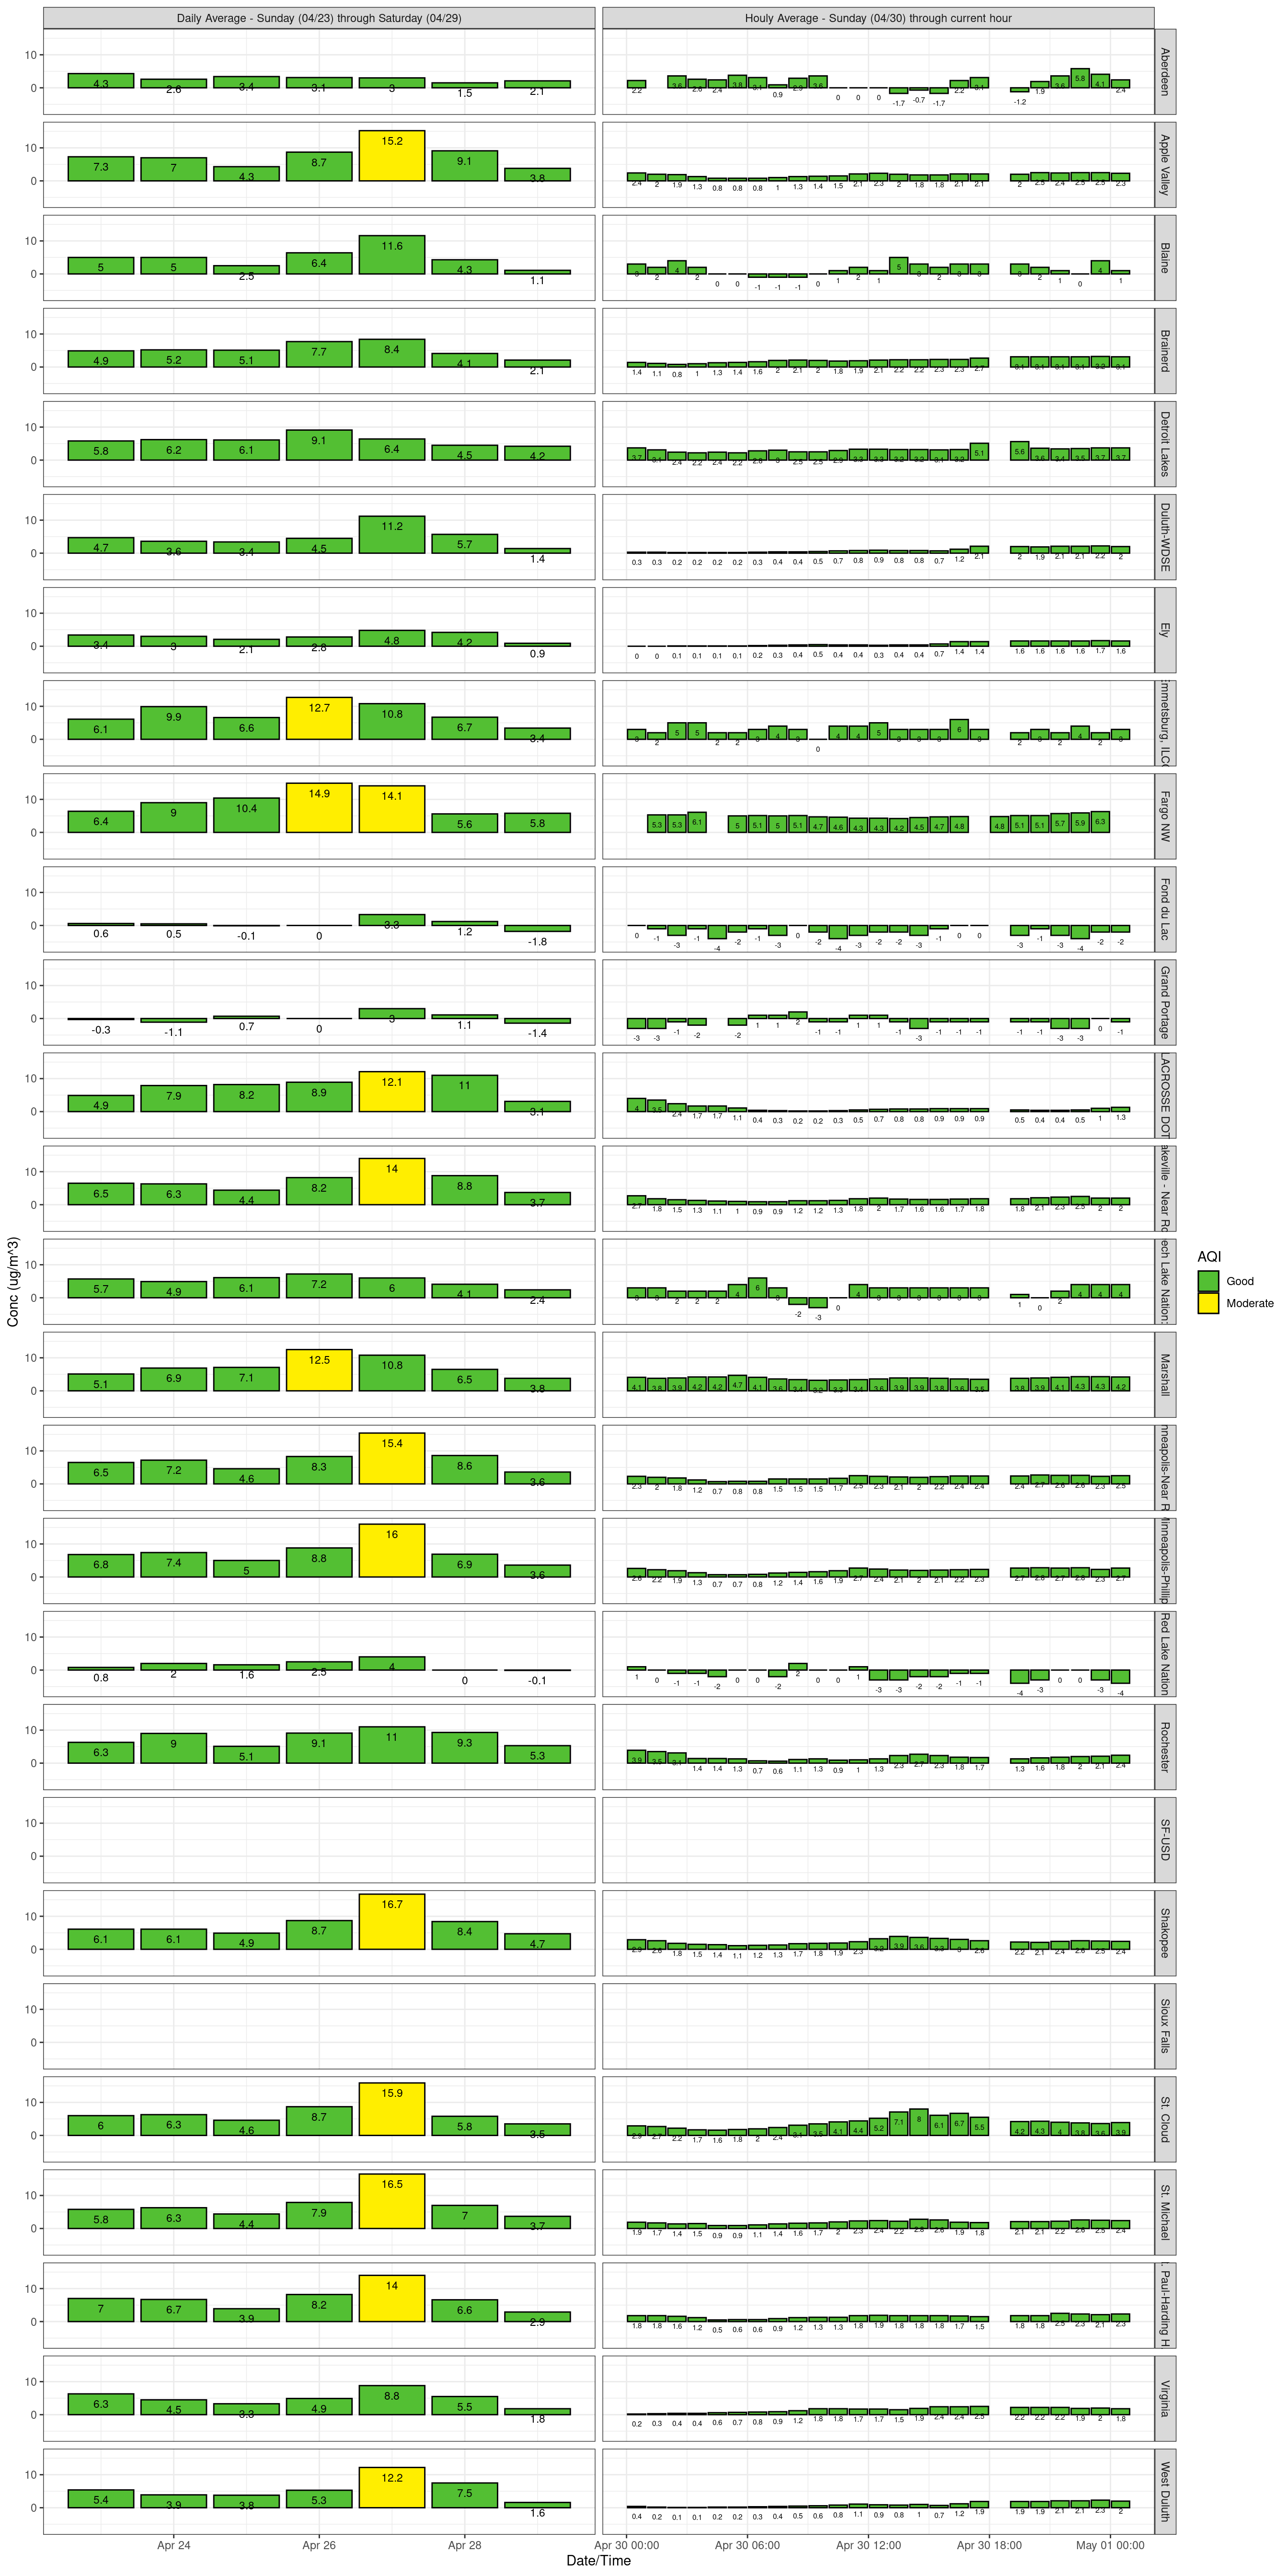 Daily Average - Sunday (04/23) through Saturday (04/29)
Houly Average - Sunday (04/30) through current hour
10 4.3 2.6 3.4 3.1 3 1.5 2.1
2.2 3.6 2.6 2.4 3.8 3.1 0.9 2.9 3.6 0 0 0 -1.7 -0.7 -1.7 2.2 3.1 -1.2 1.9 3.6 5.8 4.1 2.4
0
Aberdeen
10 7.3 7 4.3 8.7 15.2 9.1 3.8
2.4 2 1.9 1.3 0.8 0.8 0.8 1 1.3 1.4 1.5 2.1 2.3 2 1.8 1.8 2.1 2.1 2 2.5 2.4 2.5 2.5 2.3
0
Apple Valley
10 5 5 2.5 6.4 11.6 4.3 1.1
3 2 4 2 0 0 -1 -1 -1 0 1 2 1 5 3 2 3 3 3 2 1 0 4 1
0
Blaine
10 4.9 5.2 5.1 7.7 8.4 4.1 2.1
1.4 1.1 0.8 1 1.3 1.4 1.6 2 2.1 2 1.8 1.9 2.1 2.2 2.2 2.3 2.3 2.7 3.1 3.1 3.1 3.1 3.2 3.1
0
Brainerd
10 5.8 6.2 6.1 9.1 6.4 4.5 4.2
3.7 3.1 2.4 2.2 2.4 2.2 2.8 3 2.5 2.5 2.9 3.3 3.3 3.2 3.2 3.1 3.2 5.1 5.6 3.6 3.4 3.5 3.7 3.7
0
Detroit Lakes
10 4.7 3.6 3.4 4.5 11.2 5.7 1.4
0.3 0.3 0.2 0.2 0.2 0.2 0.3 0.4 0.4 0.5 0.7 0.8 0.9 0.8 0.8 0.7 1.2 2.1 2 1.9 2.1 2.1 2.2 2
0
Duluth-WDSE
10 3.4 3 2.1 2.8 4.8 4.2 0.9
0 0 0.1 0.1 0.1 0.1 0.2 0.3 0.4 0.5 0.4 0.4 0.3 0.4 0.4 0.7 1.4 1.4 1.6 1.6 1.6 1.6 1.7 1.6
0
Ely
10 6.1 9.9 6.6 12.7 10.8 6.7 3.4
3 2 5 5 2 2 3 4 3 0 4 4 5 3 3 3 6 3 2 3 2 4 2 3
0
mmetsburg, ILC
10 6.4 9 10.4 14.9 14.1 5.6 5.8
5.3 5.3 6.1 5 5.1 5 5.1 4.7 4.6 4.3 4.3 4.2 4.5 4.7 4.8 4.8 5.1 5.1 5.7 5.9 6.3
0
Fargo NW
10 0.6 0.5 -0.1 0 3.3 1.2 -1.8
0 -1 -3 -1 -4 -2 -1 -3 0 -2 -4 -3 -2 -2 -3 -1 0 0 -3 -1 -3 -4 -2 -2
0
Fond du Lac
10 -0.3 -1.1 0.7 0 3 1.1 -1.4
-3 -3 -1 -2 -2 1 1 2 -1 -1 1 1 -1 -3 -1 -1 -1 -1 -1 -3 -3 0 -1
0
Grand Portage
10 4.9 7.9 8.2 8.9 12.1 11 3.1
4 3.5 2.4 1.7 1.7 1.1 0.4 0.3 0.2 0.2 0.3 0.5 0.7 0.8 0.8 0.9 0.9 0.9 0.5 0.4 0.4 0.5 1 1.3
0
LACROSSE DOT
10 6.5 6.3 4.4 8.2 14 8.8 3.7
2.7 1.8 1.5 1.3 1.1 1 0.9 0.9 1.2 1.2 1.3 1.8 2 1.7 1.6 1.6 1.7 1.8 1.8 2.1 2.3 2.5 2 2
0
akeville - Near Ro
Conc (ug/m^3)
10 5.7 4.9 6.1 7.2 6 4.1 2.4
3 3 2 2 2 4 6 3 -2 -3 0 4 3 3 3 3 3 3 1 0 2 4 4 4
0
ech Lake Nation:
AQI
Good
Moderate
10 5.1 6.9 7.1 12.5 10.8 6.5 3.8
4.1 3.8 3.9 4.2 4.2 4.7 4.1 3.6 3.4 3.2 3.3 3.4 3.6 3.9 3.9 3.8 3.6 3.5 3.8 3.9 4.1 4.3 4.3 4.2
0
Marshall
10 6.5 7.2 4.6 8.3 15.4 8.6 3.6
2.3 2 1.8 1.2 0.7 0.8 0.8 1.5 1.5 1.5 1.7 2.5 2.3 2.1 2 2.2 2.4 2.4 2.4 2.7 2.6 2.6 2.3 2.5
0
nneapolis-Near R
10 6.8 7.4 5 8.8 16 6.9 3.6
2.6 2.2 1.9 1.3 0.7 0.7 0.8 1.2 1.4 1.6 1.9 2.7 2.4 2.1 2 2.1 2.2 2.3 2.7 2.8 2.7 2.8 2.3 2.7
0
inneapolis-Phillip
10 0.8 2 1.6 2.5 4 0 -0.1
1 0 -1 -1 -2 0 0 -2 2 0 0 1 -3 -3 -2 -2 -1 -1 -4 -3 0 0 -3 -4
0
Red Lake Nation
10 6.3 9 5.1 9.1 11 9.3 5.3
3.9 3.5 3.1 1.4 1.4 1.3 0.7 0.6 1.1 1.3 0.9 1 1.3 2.3 2.7 2.3 1.8 1.7 1.3 1.6 1.8 2 2.1 2.4
0
Rochester
10
0
SF-USD
10 6.1 6.1 4.9 8.7 16.7 8.4 4.7
2.9 2.6 1.8 1.5 1.4 1.1 1.2 1.3 1.7 1.8 1.9 2.3 3.2 3.9 3.6 3.3 3 2.6 2.2 2.1 2.4 2.6 2.5 2.4
0
Shakopee
10
0
Sioux Falls
10 6 6.3 4.6 8.7 15.9 5.8 3.5
2.9 2.7 2.2 1.7 1.6 1.8 2 2.4 3.1 3.5 4.1 4.4 5.2 7.1 8 6.1 6.7 5.5 4.2 4.3 4 3.8 3.6 3.9
0
St. Cloud
10 5.8 6.3 4.4 7.9 16.5 7 3.7
1.9 1.7 1.4 1.5 0.9 0.9 1.1 1.4 1.6 1.7 2 2.3 2.4 2.2 2.8 2.6 1.9 1.8 2.1 2.1 2.2 2.6 2.5 2.4
0
St. Michael
10 7 6.7 3.9 8.2 14 6.6 2.9
1.8 1.8 1.6 1.2 0.5 0.6 0.6 0.9 1.2 1.3 1.3 1.8 1.9 1.8 1.8 1.8 1.7 1.5 1.8 1.8 2.5 2.3 2.1 2.3
0
Paul-Harding H
10 6.3 4.5 3.3 4.9 8.8 5.5 1.8
0.2 0.3 0.4 0.4 0.6 0.7 0.8 0.9 1.2 1.8 1.8 1.7 1.7 1.5 1.9 2.4 2.4 2.5 2.2 2.2 2.2 1.9 2 1.8
0
Virginia
10 5.4 3.9 3.8 5.3 12.2 7.5 1.6
0.4 0.2 0.1 0.1 0.2 0.2 0.3 0.4 0.5 0.6 0.8 1.1 0.9 0.8 1 0.7 1.2 1.9 1.9 1.9 2.1 2.1 2.3 2
0
West Duluth
Apr 24 Apr 26 Apr 28 Apr 30 00:00 Apr 30 06:00 Apr 30 12:00 Apr 30 18:00 May 01 00:00
Date/Time